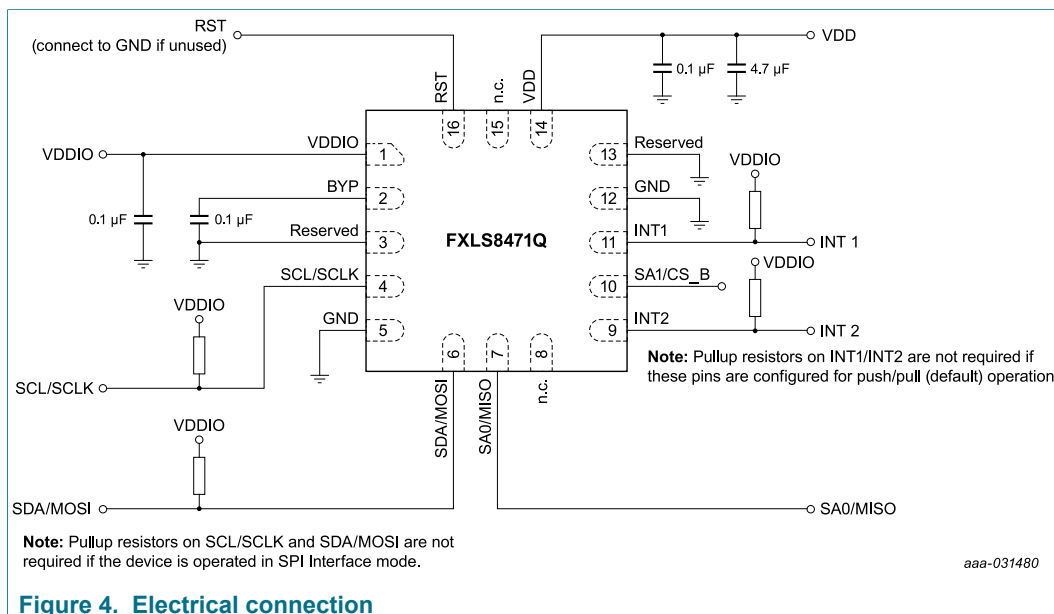 RST
(connect to GND if unused)
VDD
0.1 µF
4.7 µF
RST
n.c.
VDD
16
15
14
VDDIO
VDDIO
1
13
Reserved
VDDIO
BYP
2
12
GND
0.1 µF
0.1 µF
Reserved
3
FXLS8471Q
11
INT1
INT 1
SCL/SCLK
4
10
SA1/CS_B
VDDIO
VDDIO
GND
5
9
INT2
INT 2
6
7
8
Note: Pullup resistors on INT1/INT2 are not required if
these pins are configured for push/pull (default) operation
SCL/SCLK
SDA/MOSI
SA0/MISO
n.c.
VDDIO
SDA/MOSI
SA0/MISO
Note: Pullup resistors on SCL/SCLK and SDA/MOSI are not
required if the device is operated in SPI Interface mode.
aaa-031480
Figure 4. Electrical connection